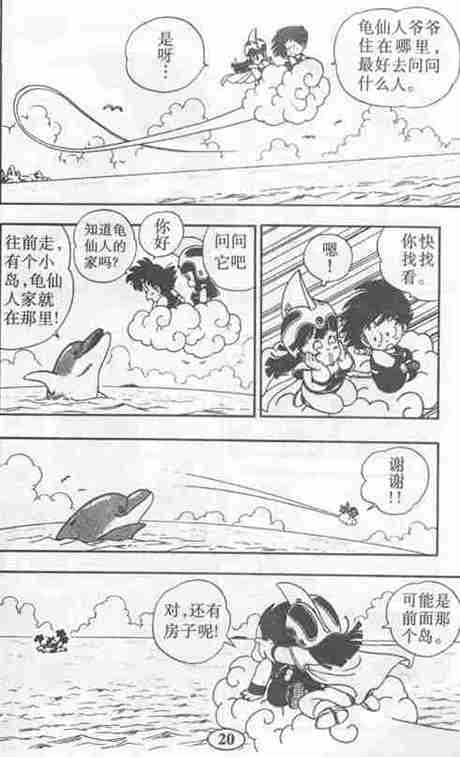 龟仙人爷爷
住在哪里,
最好去问问
什么人。
是
呀
…
你快
找找
看。
嗯
!
问问
它吧
你
好
知道龟
仙人的
家吗?
往前走,
有个小
岛,龟仙
人家就
在那里!
谢
谢
!!
可能是
前面那
个岛。
对,还有
房子呢!
20